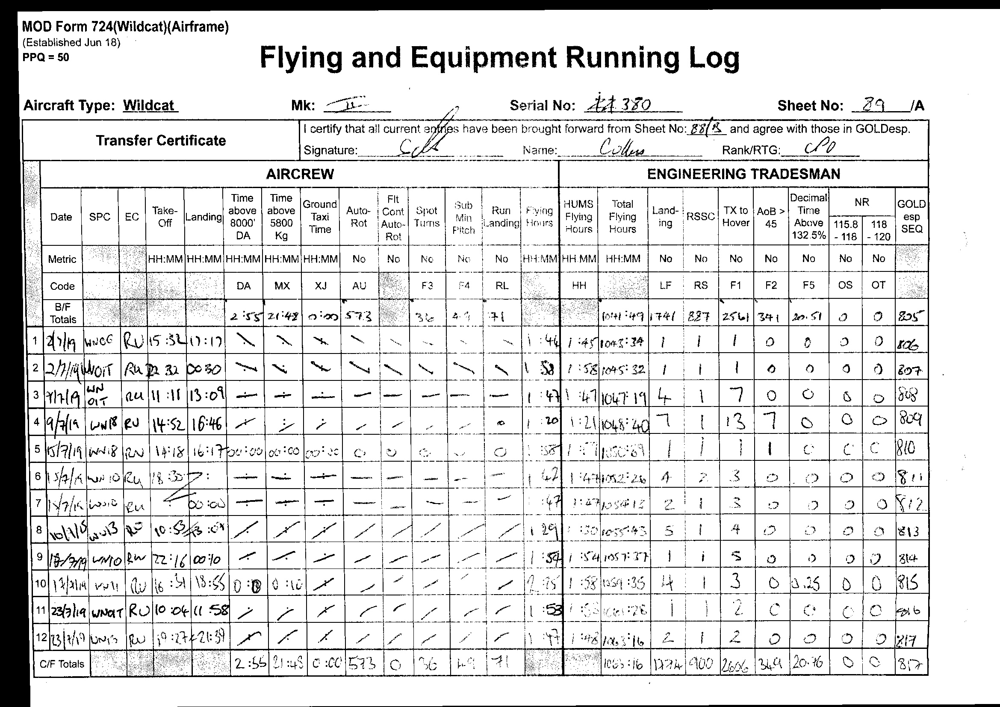 MOD Form 724(Wildcat)(Airframe)
(Established Jun 18)
PPQ = 50
Flying and Equipment Running Log
Aircraft Type: Wildcat Mk: II Serial No: 380 Sheet No: 89 /A
Transfer Certificate
I certify that all current entries have been brought forward from Sheet No: 88/B and agree with those in GOLDesp.
Signature: Name: Collins Rank/RTG: CPO
AIRCREW ENGINEERING TRADESMAN
Date SPC EC Take-Off Landing Time above 8000' DA Time above 5800 Kg Ground Taxi Time Auto-Rot Flt Cont Auto-Rot Spot Turns Sub Min Pitch Run Landing Flying Hours HUMS Flying Hours Total Flying Hours Land-ing RSSC TX to Hover AoB > 45 Decimal Time Above 132.5% NR 115.8 - 118 118 - 120 GOLD esp SEQ
Metric HH:MM HH:MM HH:MM HH:MM HH:MM No No No No No HH:MM HH:MM HH:MM No No No No No No No
Code DA MX XJ AU F3 F4 RL HH LF RS F1 F2 F5 OS OT
B/F Totals 2:55 21:48 0:00 573 36 49 71 1041:49 1741 887 2561 341 20.51 0 0 805
1 2/7/19 WN06 RU 15:32 17:17 1:44 1:45 1043:34 1 1 1 0 0 0 0 806
2 2/7/19 WN01T RU 22 32 00 30 1 58 1:58 1045:32 1 1 1 0 0 0 0 807
3 9/7/19 WN 01T RU 11:11 13:09 1:47 1:47 1047:19 4 1 7 0 0 0 0 808
4 9/7/19 WN18 RU 14:52 16:46 0 1:20 1:21 1048:40 7 1 13 7 0 0 0 809
5 15/7/19 WN18 RU 14:18 16:17 00:00 00:00 00:00 0 0 0 0 0 1:58 1:59 1050:39 1 1 1 1 0 0 0 810
6 15/7/19 WN10 RU 18:30 1 47 1:47 1052:26 4 2 3 0 0 0 0 811
7 15/7/19 WN10 RU 00:00 1:47 1:47 1054:13 2 1 3 0 0 0 0 812
8 WN13 RU 10:53 1 29 1:30 1055:43 5 1 4 0 0 0 0 813
9 /7/19 WN10 RU 22:16 00:10 1:54 1:54 1057:37 1 1 5 0 0 0 0 814
10 17/7/19 WN11 RU 16:31 18:55 0:10 1:58 1059:35 4 1 3 0 0.25 0 0 815
11 23/7/19 WN01T RU 10:04 11:58 1:53 1:53 1061:28 1 1 2 0 0 0 0 816
12 23/7/19 WN13 RU 19:27 21:39 1:47 1:48 1063:16 2 1 2 0 0 0 0 817
C/F Totals 2:55 21:48 0:00 573 0 36 49 71 1063:16 1774 900 2606 349 20.76 0 0 817